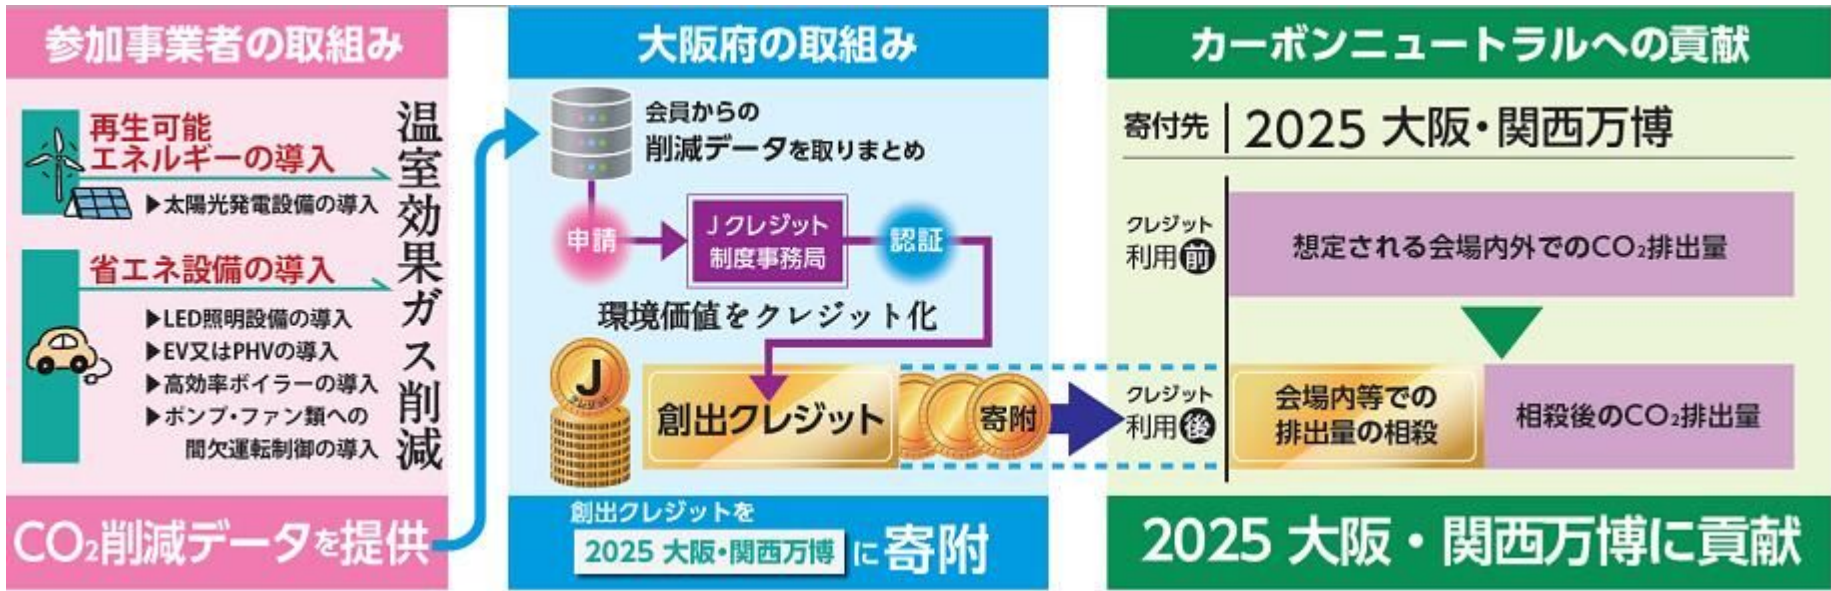 参加事業者の取組み
再生可能
エネルギーの導入
▶太陽光発電設備の導入
省エネ設備の導入
▶LED照明設備の導入
▶EV又はPHVの導入
▶高効率ボイラーの導入
▶ポンプ・ファン類への
間欠運転制御の導入
温室効果ガス削減
CO₂削減データを提供
大阪府の取組み
会員からの
削減データを取りまとめ
申請
Jクレジット
制度事務局
認証
環境価値をクレジット化
J
クレジット
創出クレジット
寄附
創出クレジットを
2025 大阪・関西万博に寄附
カーボンニュートラルへの貢献
寄付先
2025 大阪・関西万博
クレジット
利用前
想定される会場内外でのCO₂排出量
クレジット
利用後
会場内等での
排出量の相殺
相殺後のCO₂排出量
2025 大阪・関西万博に貢献